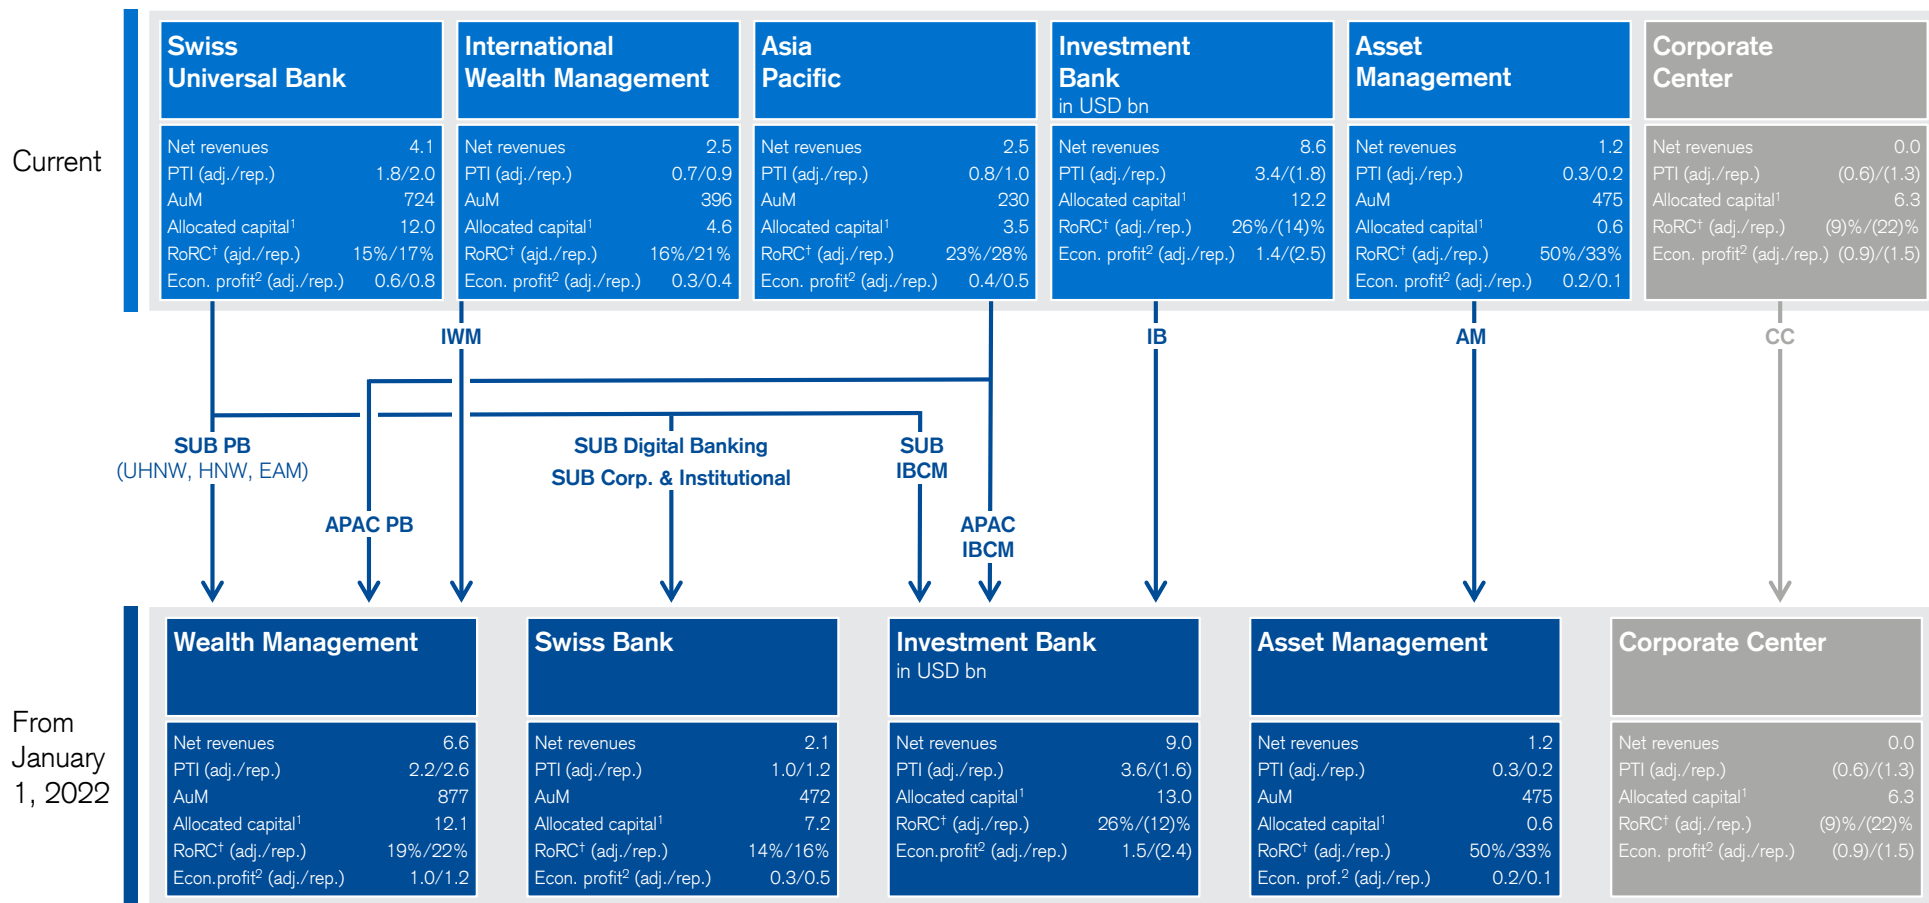 Current
Swiss
Universal Bank
Net revenues 4.1
PTI (adj./rep.) 1.8/2.0
AuM 724
Allocated capital¹ 12.0
RoRC† (ajd./rep.) 15%/17%
Econ. profit² (adj./rep.) 0.6/0.8
International
Wealth Management
Net revenues 2.5
PTI (adj./rep.) 0.7/0.9
AuM 396
Allocated capital¹ 4.6
RoRC† (ajd./rep.) 16%/21%
Econ. profit² (adj./rep.) 0.3/0.4
Asia
Pacific
Net revenues 2.5
PTI (adj./rep.) 0.8/1.0
AuM 230
Allocated capital¹ 3.5
RoRC† (adj./rep.) 23%/28%
Econ. profit² (adj./rep.) 0.4/0.5
Investment
Bank
in USD bn
Net revenues 8.6
PTI (adj./rep.) 3.4/(1.8)
Allocated capital¹ 12.2
RoRC† (adj./rep.) 26%/(14)%
Econ. profit² (adj./rep.) 1.4/(2.5)
Asset
Management
Net revenues 1.2
PTI (adj./rep.) 0.3/0.2
AuM 475
Allocated capital¹ 0.6
RoRC† (adj./rep.) 50%/33%
Econ. profit² (adj./rep.) 0.2/0.1
Corporate
Center
Net revenues 0.0
PTI (adj./rep.) (0.6)/(1.3)
Allocated capital¹ 6.3
RoRC† (adj./rep.) (9)%/(22)%
Econ. profit² (adj./rep.) (0.9)/(1.5)
IWM
IB
AM
CC
SUB PB
(UHNW, HNW, EAM)
SUB Digital Banking
SUB Corp. & Institutional
SUB
IBCM
APAC PB
APAC
IBCM
From
January
1, 2022
Wealth Management
Net revenues 6.6
PTI (adj./rep.) 2.2/2.6
AuM 877
Allocated capital¹ 12.1
RoRC† (adj./rep.) 19%/22%
Econ.profit² (adj./rep.) 1.0/1.2
Swiss Bank
Net revenues 2.1
PTI (adj./rep.) 1.0/1.2
AuM 472
Allocated capital¹ 7.2
RoRC† (adj./rep.) 14%/16%
Econ. profit² (adj./rep.) 0.3/0.5
Investment Bank
in USD bn
Net revenues 9.0
PTI (adj./rep.) 3.6/(1.6)
Allocated capital¹ 13.0
RoRC† (adj./rep.) 26%/(12)%
Econ.profit² (adj./rep.) 1.5/(2.4)
Asset Management
Net revenues 1.2
PTI (adj./rep.) 0.3/0.2
AuM 475
Allocated capital¹ 0.6
RoRC† (adj./rep.) 50%/33%
Econ. prof.² (adj./rep.) 0.2/0.1
Corporate Center
Net revenues 0.0
PTI (adj./rep.) (0.6)/(1.3)
Allocated capital¹ 6.3
RoRC† (adj./rep.) (9)%/(22)%
Econ. profit² (adj./rep.) (0.9)/(1.5)